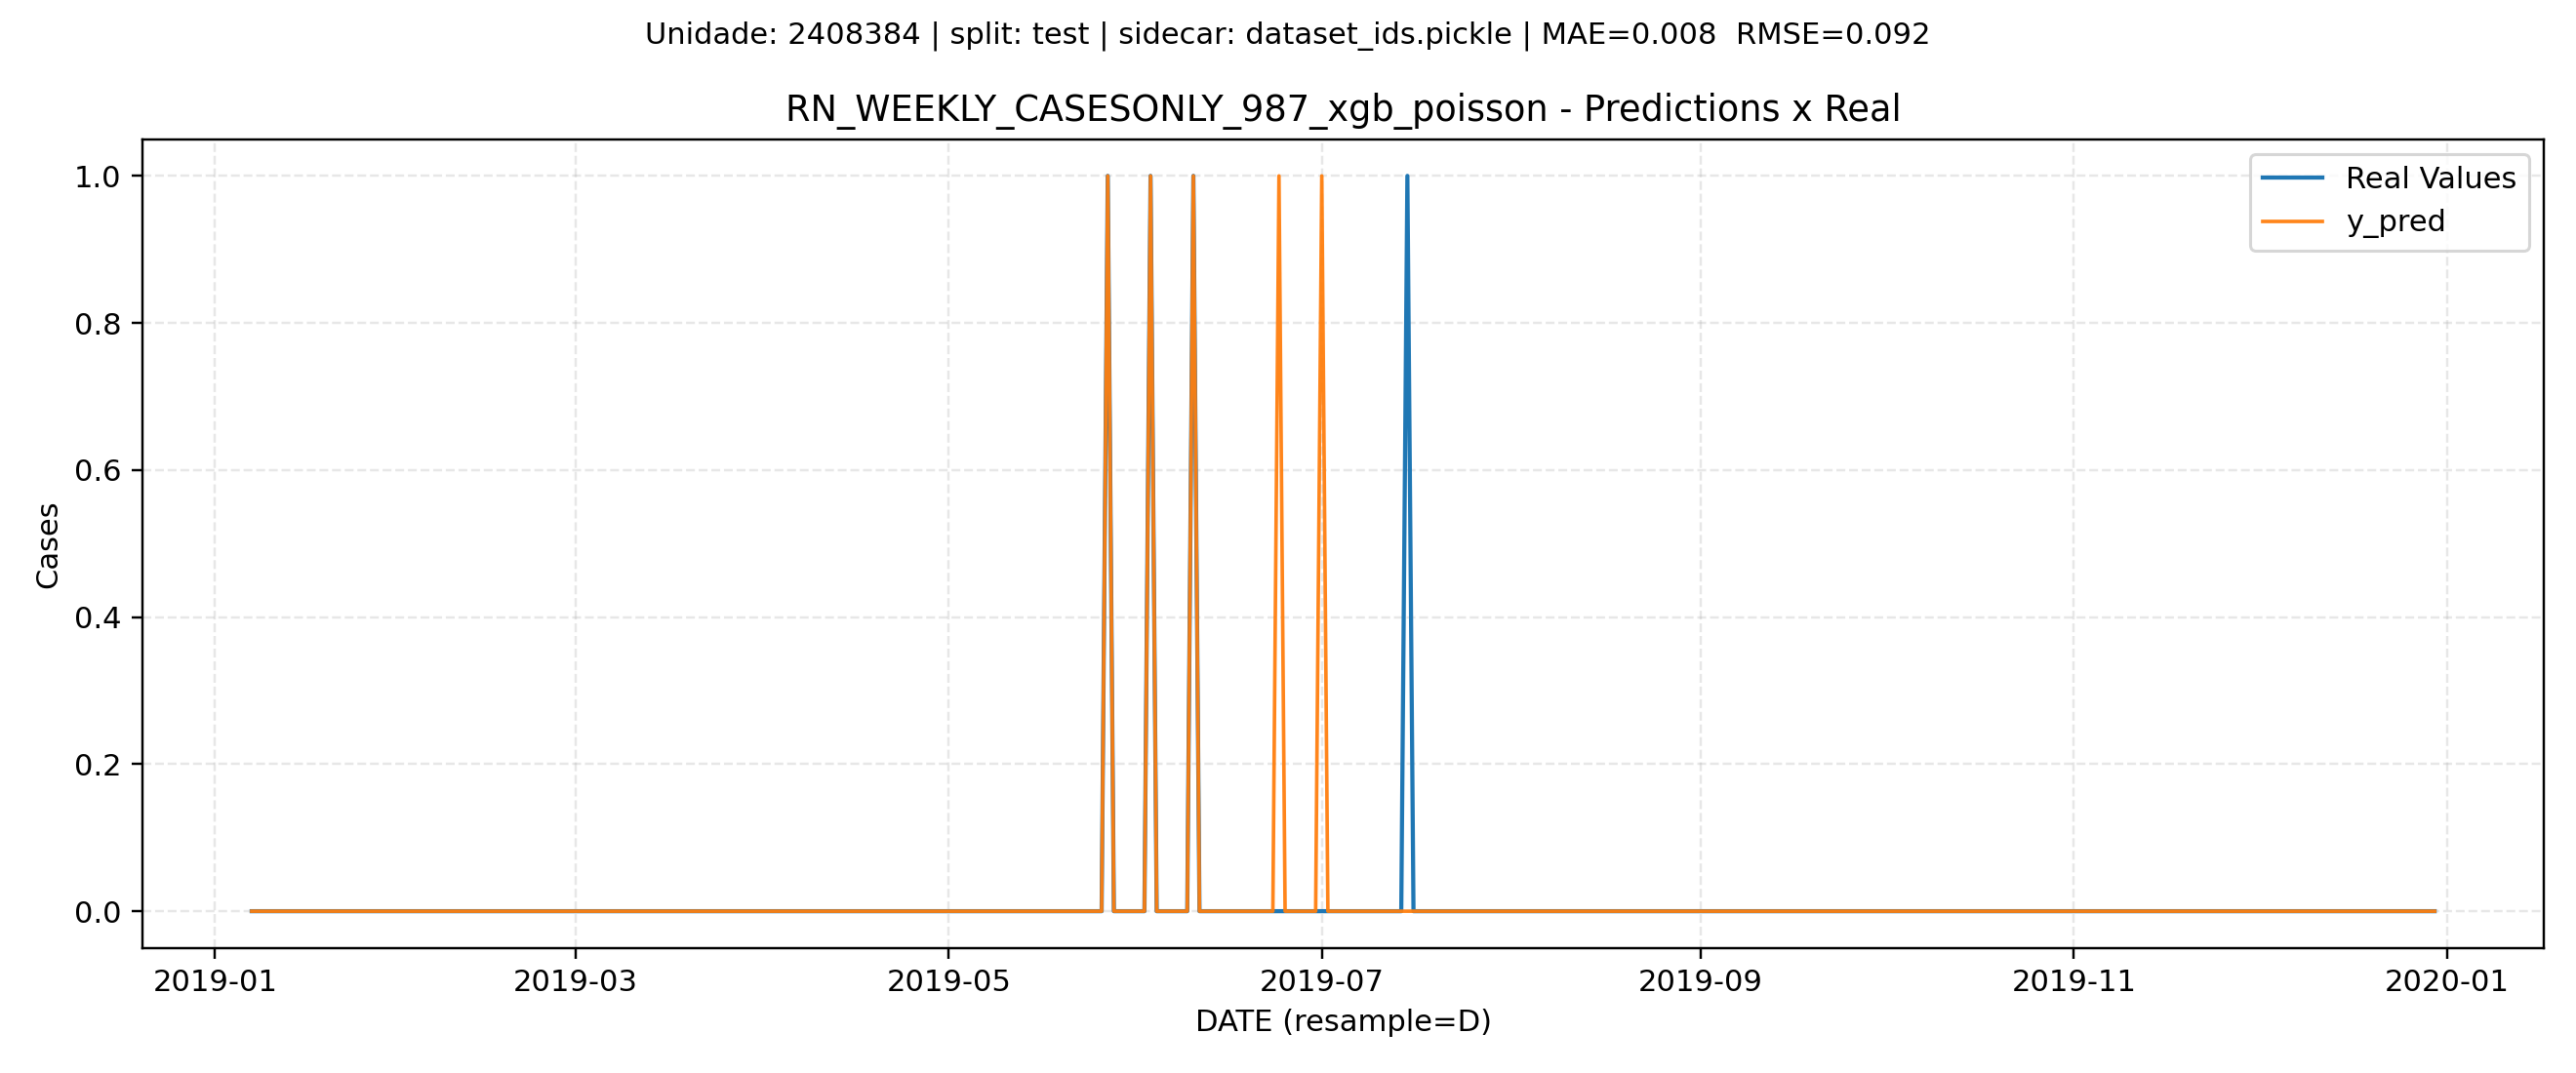 Unidade: 2408384 | split: test | sidecar: dataset_ids.pickle | MAE=0.008  RMSE=0.092
RN_WEEKLY_CASESONLY_987_xgb_poisson - Predictions x Real
Real Values
y_pred
Cases
1.0
0.8
0.6
0.4
0.2
0.0
2019-01
2019-03
2019-05
2019-07
2019-09
2019-11
2020-01
DATE (resample=D)